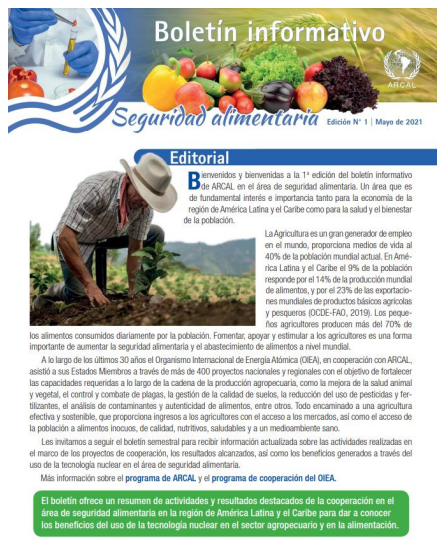 Boletín informativo
ARCAL
Seguridad alimentaria
Edición N° 1 | Mayo de 2021
Editorial
Bienvenidos y bienvenidas a la 1ª edición del boletín informativo
de ARCAL en el área de seguridad alimentaria. Un área que es
de fundamental interés e importancia tanto para la economía de la
región de América Latina y el Caribe como para la salud y el bienestar
de la población.
La Agricultura es un gran generador de empleo
en el mundo, proporciona medios de vida al
40% de la población mundial actual. En Amé-
rica Latina y el Caribe el 9% de la población
responde por el 14% de la producción mundial
de alimentos, y por el 23% de las exportacio-
nes mundiales de productos básicos agrícolas
y pesqueros (OCDE-FAO, 2019). Los peque-
ños agricultores producen más del 70% de
los alimentos consumidos diariamente por la población. Fomentar, apoyar y estimular a los agricultores es una forma
importante de aumentar la seguridad alimentaria y el abastecimiento de alimentos a nivel mundial.
A lo largo de los últimos 30 años el Organismo Internacional de Energía Atómica (OIEA), en cooperación con ARCAL,
asistió a sus Estados Miembros a través de más de 400 proyectos nacionales y regionales con el objetivo de fortalecer
las capacidades requeridas a lo largo de la cadena de la producción agropecuaria, como la mejora de la salud animal
y vegetal, el control y combate de plagas, la gestión de la calidad de suelos, la reducción del uso de pesticidas y fer-
tilizantes, el análisis de contaminantes y autenticidad de alimentos, entre otros. Todo encaminado a una agricultura
efectiva y sostenible, que proporciona ingresos a los agricultores con el acceso a los mercados, así como el acceso de
la población a alimentos inocuos, de calidad, nutritivos, saludables y a un medioambiente sano.
Les invitamos a seguir el boletín semestral para recibir información actualizada sobre las actividades realizadas en
el marco de los proyectos de cooperación, los resultados alcanzados, así como los beneficios generados a través del
uso de la tecnología nuclear en el área de seguridad alimentaria.
Más información sobre el programa de ARCAL y el programa de cooperación del OIEA.
El boletín ofrece un resumen de actividades y resultados destacados de la cooperación en el
área de seguridad alimentaria en la región de América Latina y el Caribe para dar a conocer
los beneficios del uso de la tecnología nuclear en el sector agropecuario y en la alimentación.